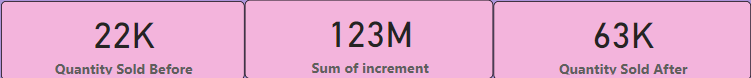 22K 123M 63K
Quantity Sold Before Sum of increment Quantity Sold After